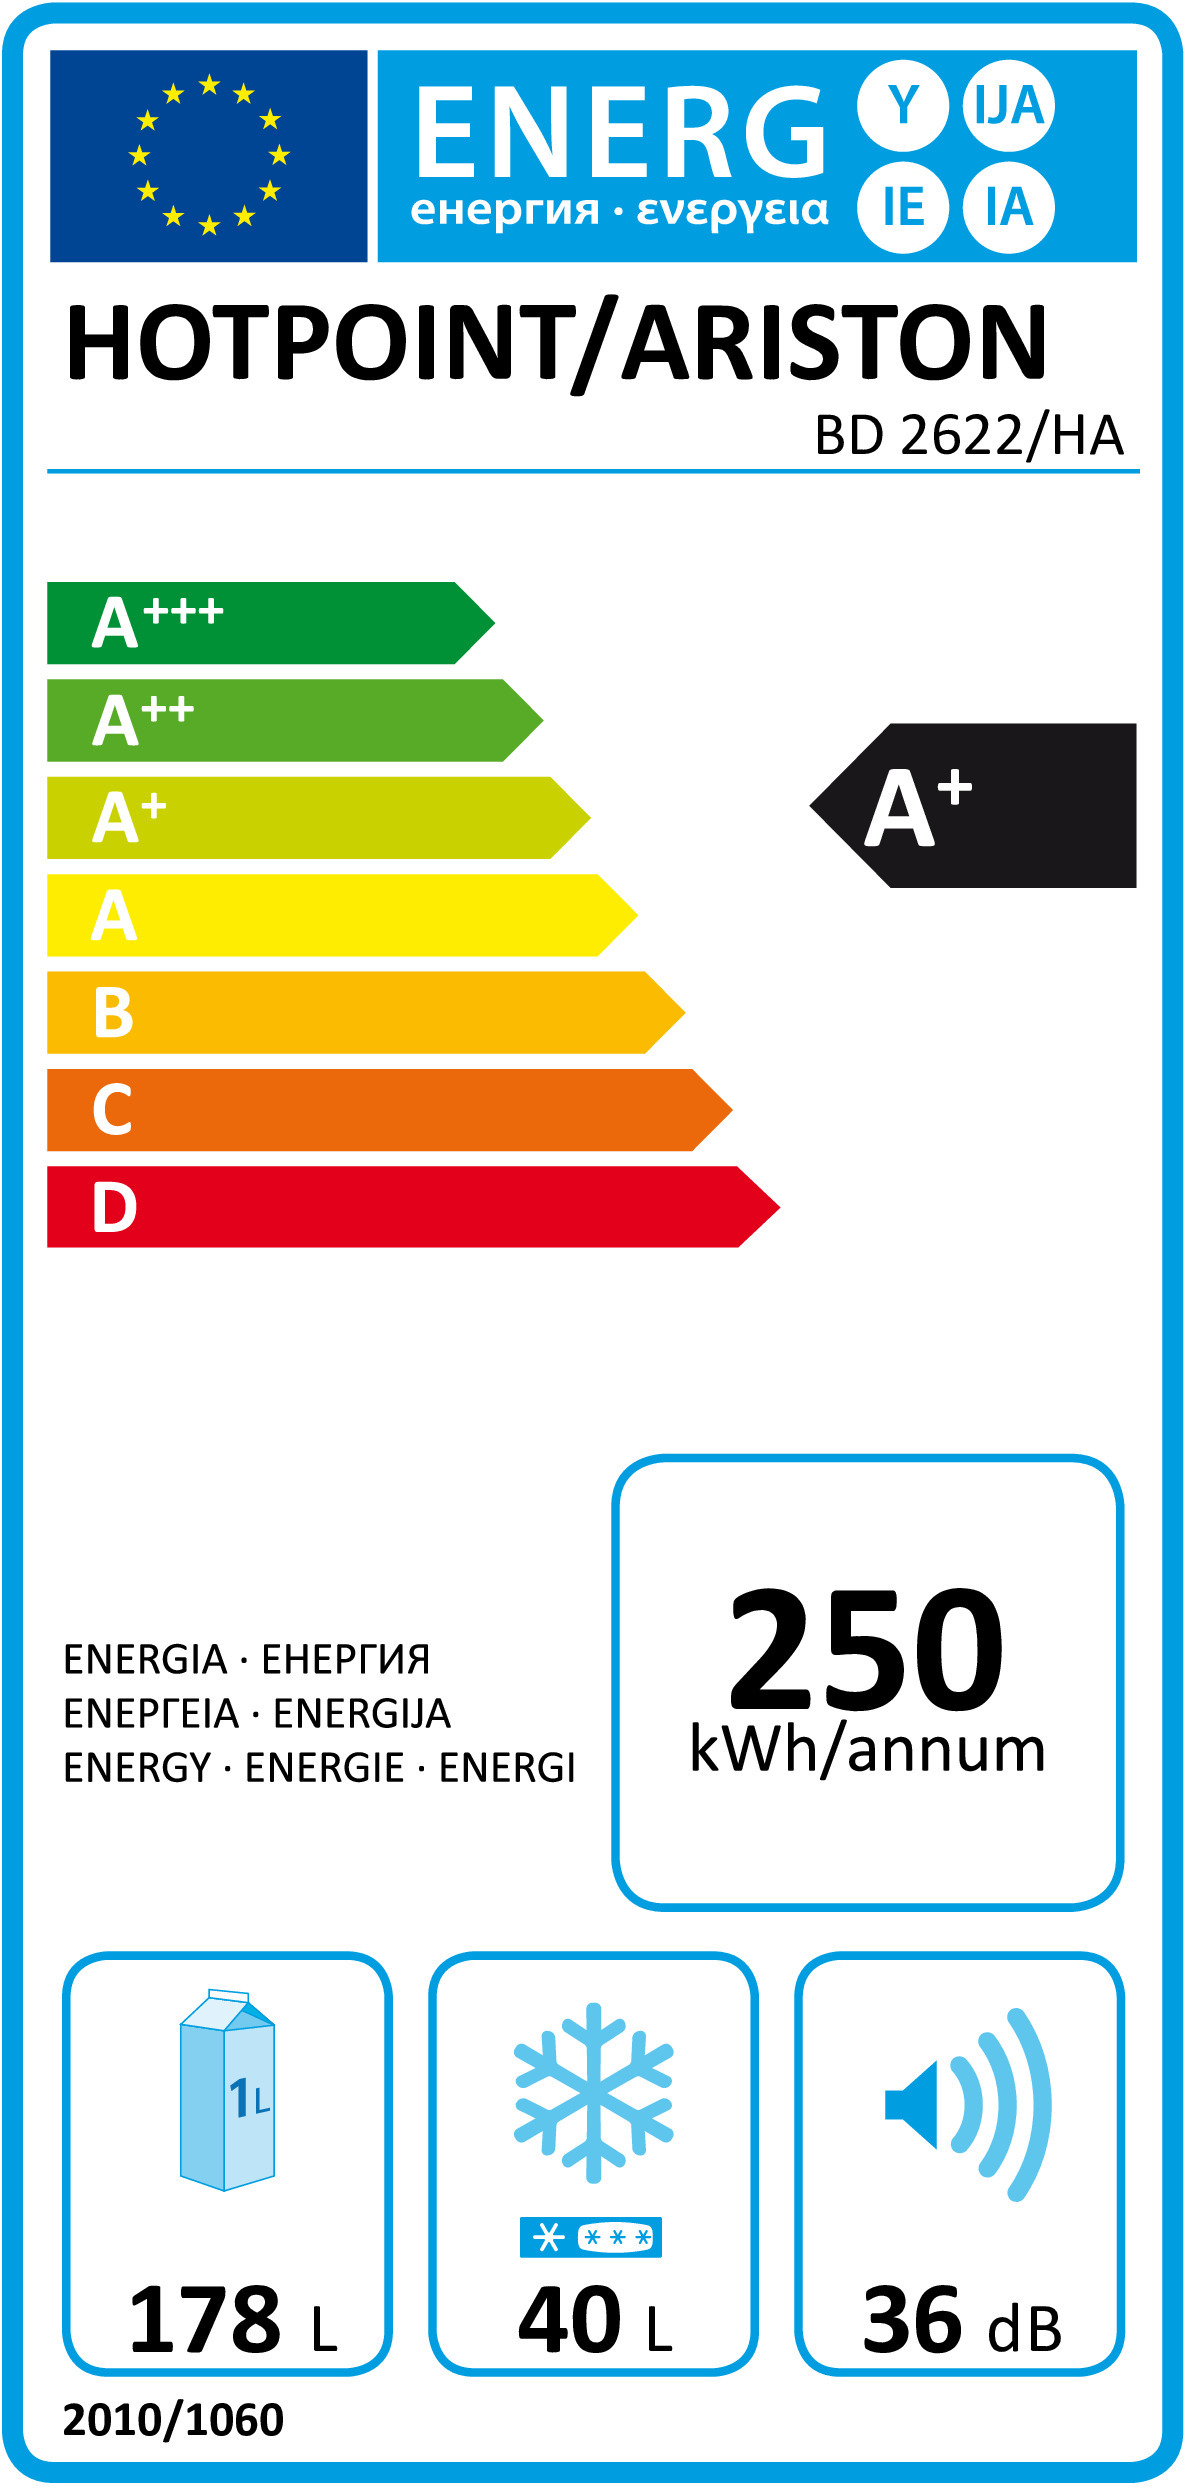 ENERG
Y
IJA
IE
IA
енергия · ενεργεια
HOTPOINT/ARISTON
BD 2622/HA
A+++
A++
A+
A+
A
B
C
D
250
kWh/annum
ENERGIA · ЕНЕРГИЯ
ΕΝΕΡΓΕΙΑ · ENERGIJA
ENERGY · ENERGIE · ENERGI
1L
178 L
40 L
36 dB
2010/1060